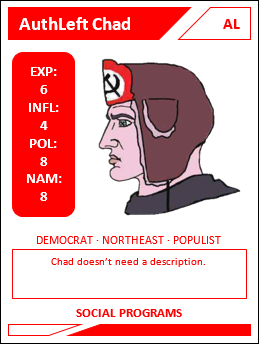 AuthLeft Chad
AL
EXP:
6
INFL:
4
POL:
8
NAM:
8
DEMOCRAT · NORTHEAST · POPULIST
Chad doesn't need a description.
SOCIAL PROGRAMS